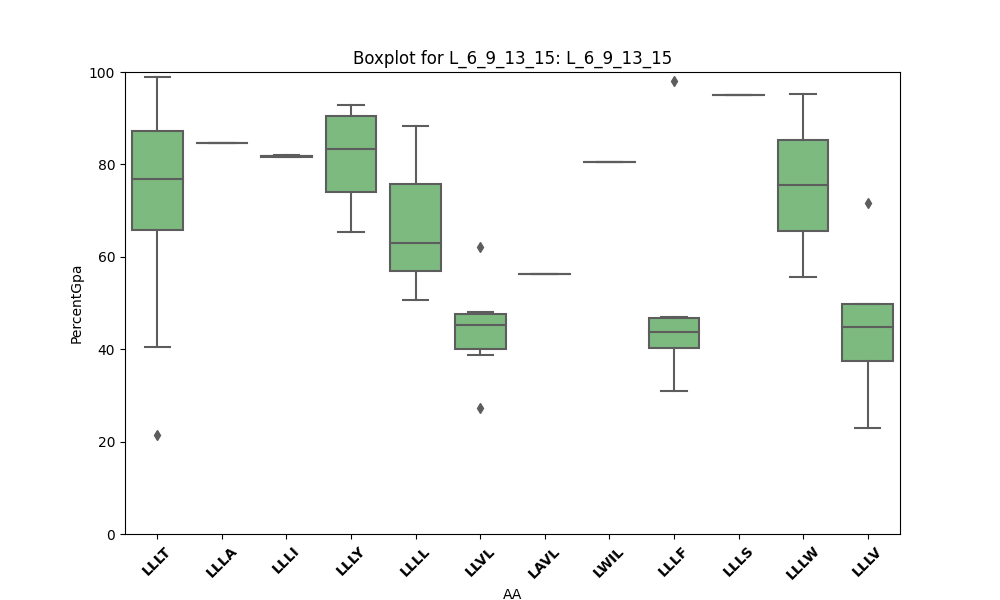 Boxplot for L_6_9_13_15: L_6_9_13_15
100
80
60
40
20
0
PercentGpa
LLLT LLLA LLLI LLLY LLLL LLVL LAVL LWIL LLLF LLLS LLLW LLLV
AA